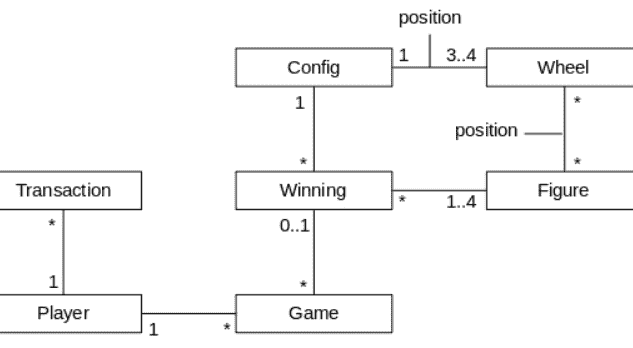 position
Config
1
3..4
Wheel
1
*
position
*
*
Transaction
Winning
*
1..4
Figure
*
0..1
1
*
Player
1
*
Game